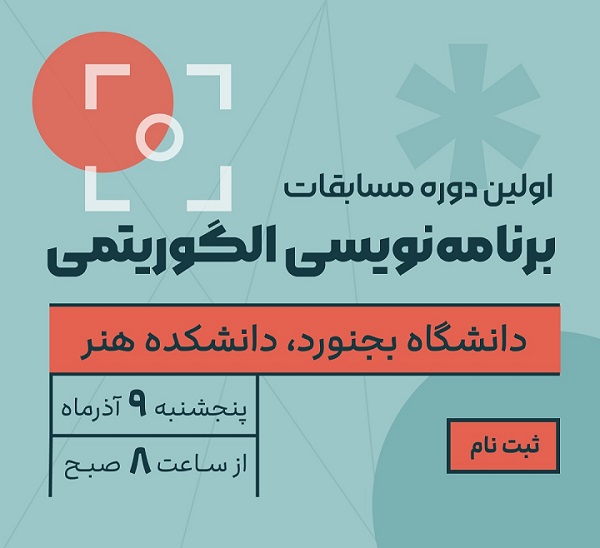 اولین دوره مسابقات
برنامه‌نویسی الگوریتمی
دانشگاه بجنورد، دانشکده هنر
پنجشنبه ۹ آذرماه
از ساعت ۸ صبح
ثبت نام